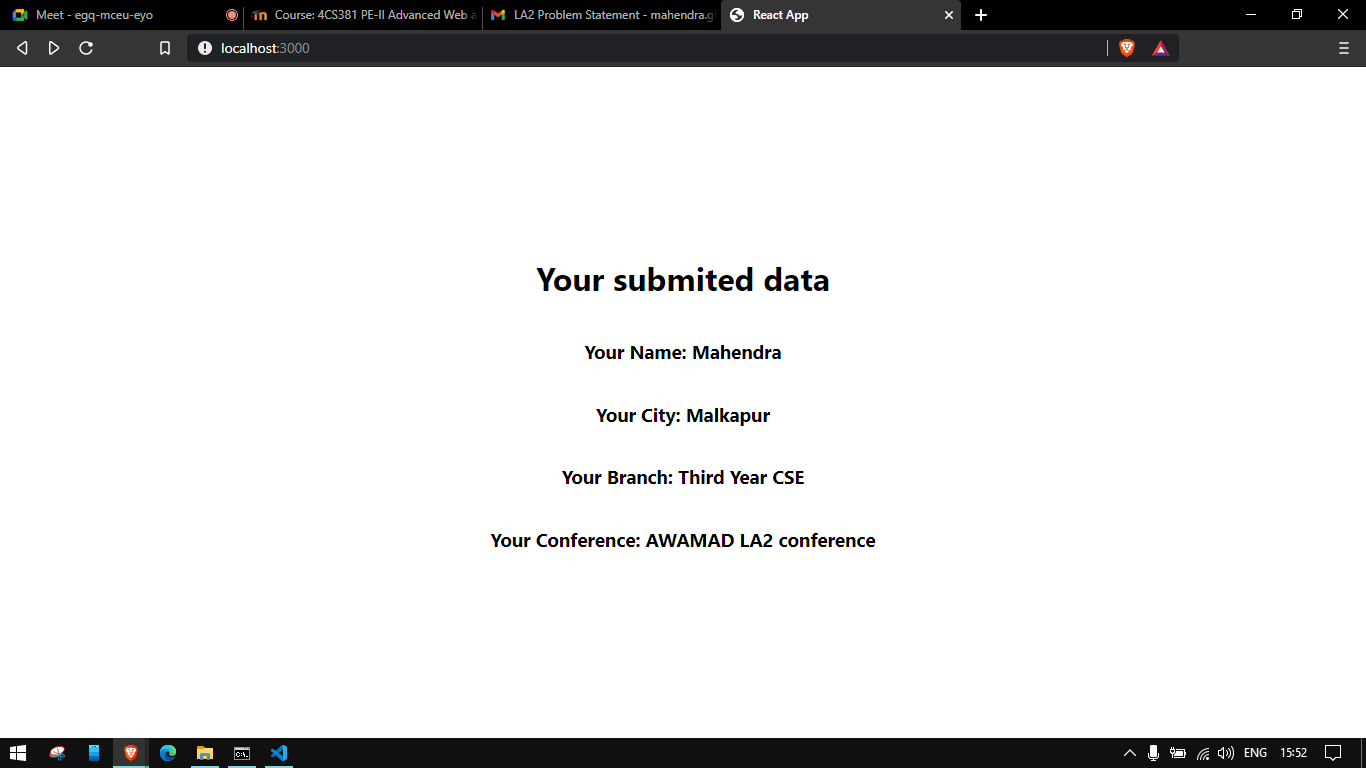 Meet - egq-mceu-eyo
Course: 4CS381 PE-II Advanced Web a
LA2 Problem Statement - mahendra.gh
React App
localhost:3000
Your submited data
Your Name: Mahendra
Your City: Malkapur
Your Branch: Third Year CSE
Your Conference: AWAMAD LA2 conference
ENG
15:52